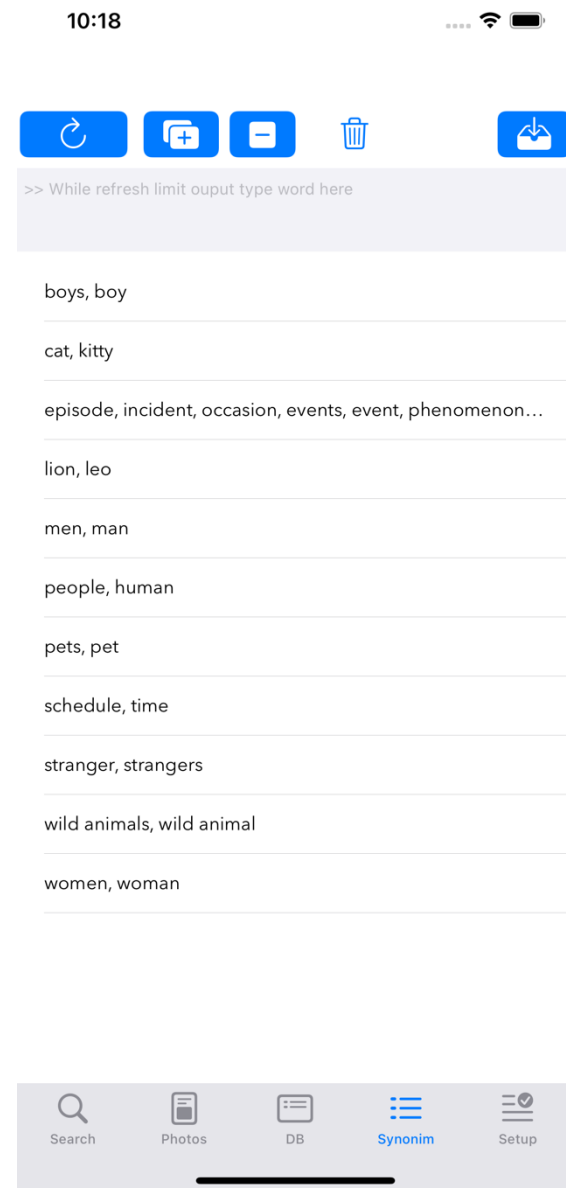 10:18
>> While refresh limit ouput type word here
boys, boy
cat, kitty
episode, incident, occasion, events, event, phenomenon...
lion, leo
men, man
people, human
pets, pet
schedule, time
stranger, strangers
wild animals, wild animal
women, woman
Search Photos DB Synonim Setup